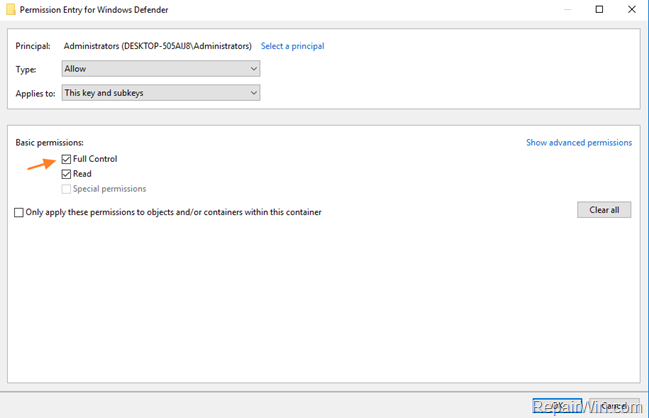 Permission Entry for Windows Defender
Principal: Administrators (DESKTOP-505AIJ8\Administrators) Select a principal
Type: Allow
Applies to: This key and subkeys
Basic permissions: Show advanced permissions
Full Control
Read
Special permissions
Only apply these permissions to objects and/or containers within this container
Clear all
OK Cancel
RepairWin.com